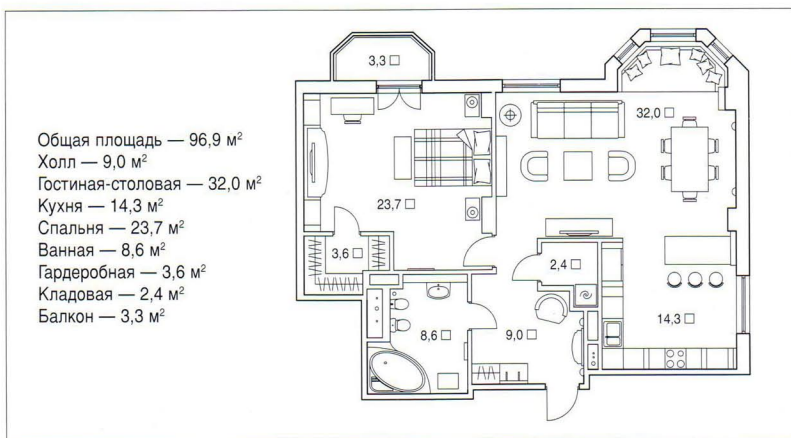 Общая площадь — 96,9 м²
Холл — 9,0 м²
Гостиная-столовая — 32,0 м²
Кухня — 14,3 м²
Спальня — 23,7 м²
Ванная — 8,6 м²
Гардеробная — 3,6 м²
Кладовая — 2,4 м²
Балкон — 3,3 м²
3,3 □
32,0 □
23,7 □
3,6 □
2,4 □
8,6 □
9,0 □
14,3 □